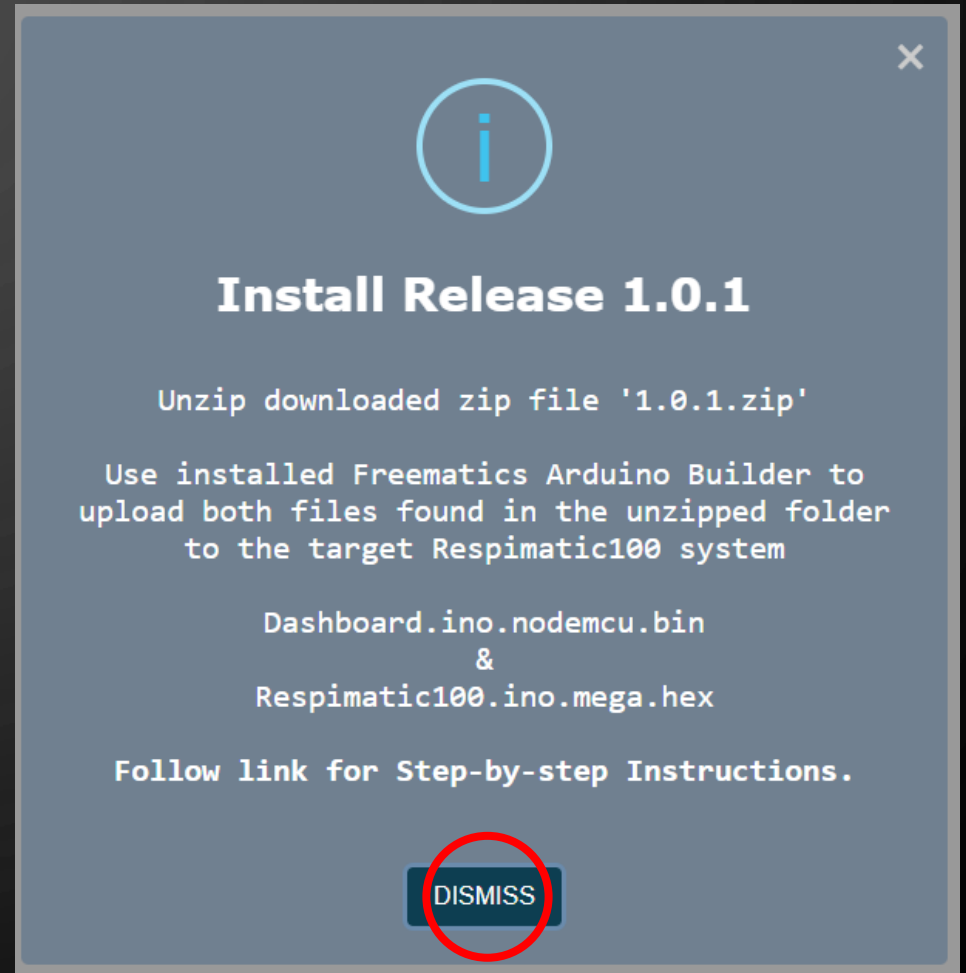 ×
i
Install Release 1.0.1
Unzip downloaded zip file '1.0.1.zip'
Use installed Freematics Arduino Builder to
upload both files found in the unzipped folder
to the target Respimatic100 system
Dashboard.ino.nodemcu.bin
&
Respimatic100.ino.mega.hex
Follow link for Step-by-step Instructions.
DISMISS